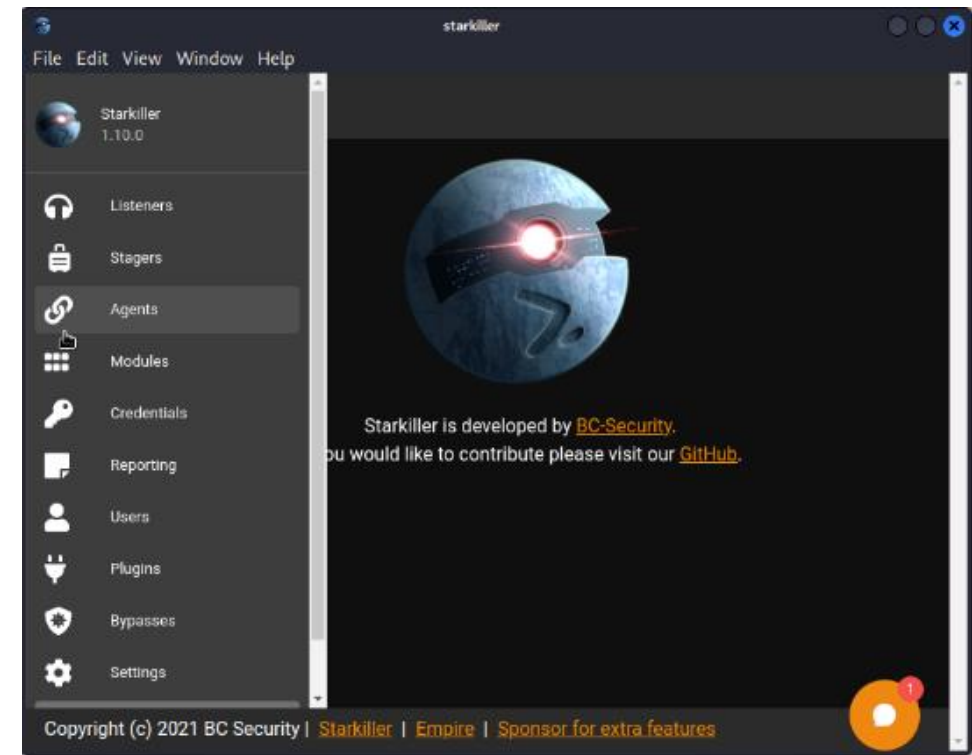 starkiller
File Edit View Window Help
Starkiller
1.10.0
Listeners
Stagers
Agents
Modules
Credentials
Reporting
Users
Plugins
Bypasses
Settings
Starkiller is developed by BC-Security.
ou would like to contribute please visit our GitHub.
1
Copyright (c) 2021 BC Security | Starkiller | Empire | Sponsor for extra features